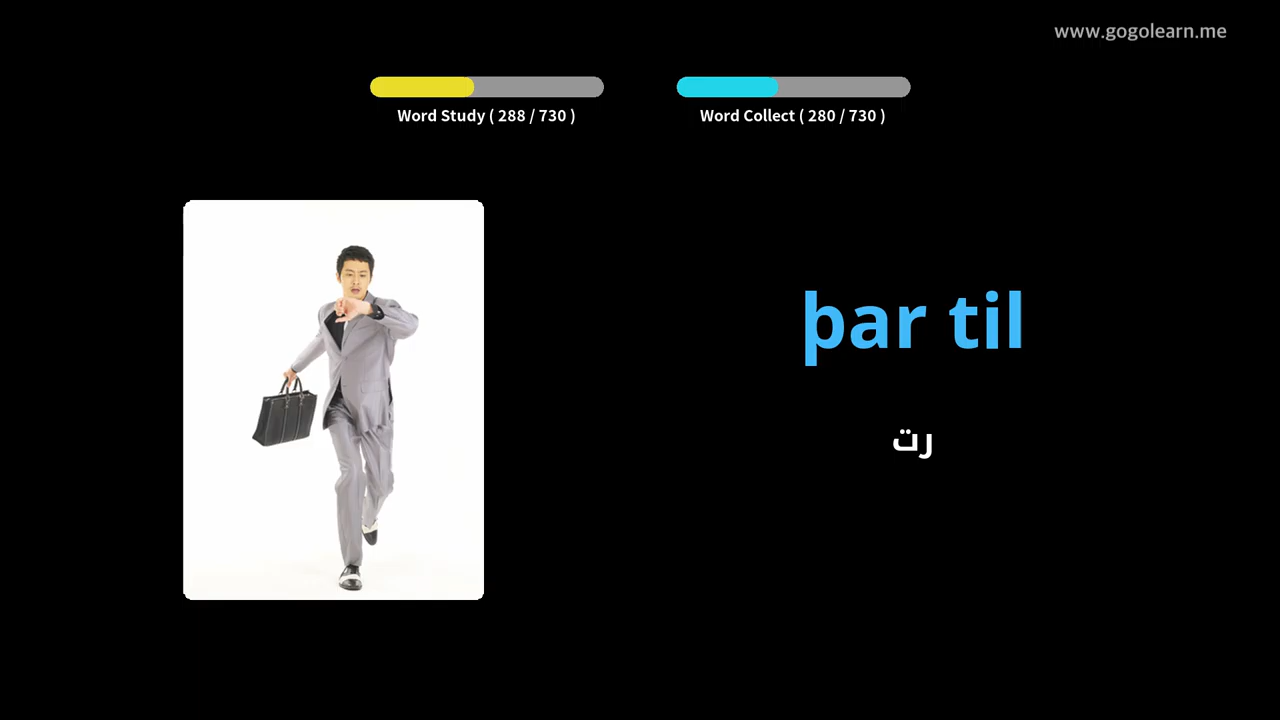 www.gogolearn.me
Word Study ( 288 / 730 )
Word Collect ( 280 / 730 )
þar til
رت